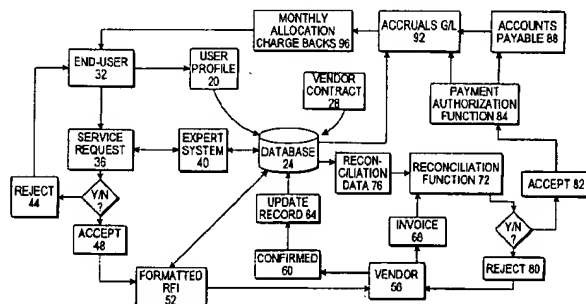 MONTHLY
ALLOCATION
CHARGE BACKS 96
ACCRUALS G/L
92
ACCOUNTS
PAYABLE 88
END-USER
32
USER
PROFILE
20
VENDOR
CONTRACT
28
PAYMENT
AUTHORIZATION
FUNCTION 84
SERVICE
REQUEST
36
EXPERT
SYSTEM
40
DATABASE
24
RECON-
CILIATION
DATA 76
RECONCILIATION
FUNCTION 72
ACCEPT 82
REJECT
44
Y/N
?
UPDATE
RECORD 64
INVOICE
68
Y/N
?
ACCEPT
48
CONFIRMED
60
REJECT 80
FORMATTED
RFI
52
VENDOR
56